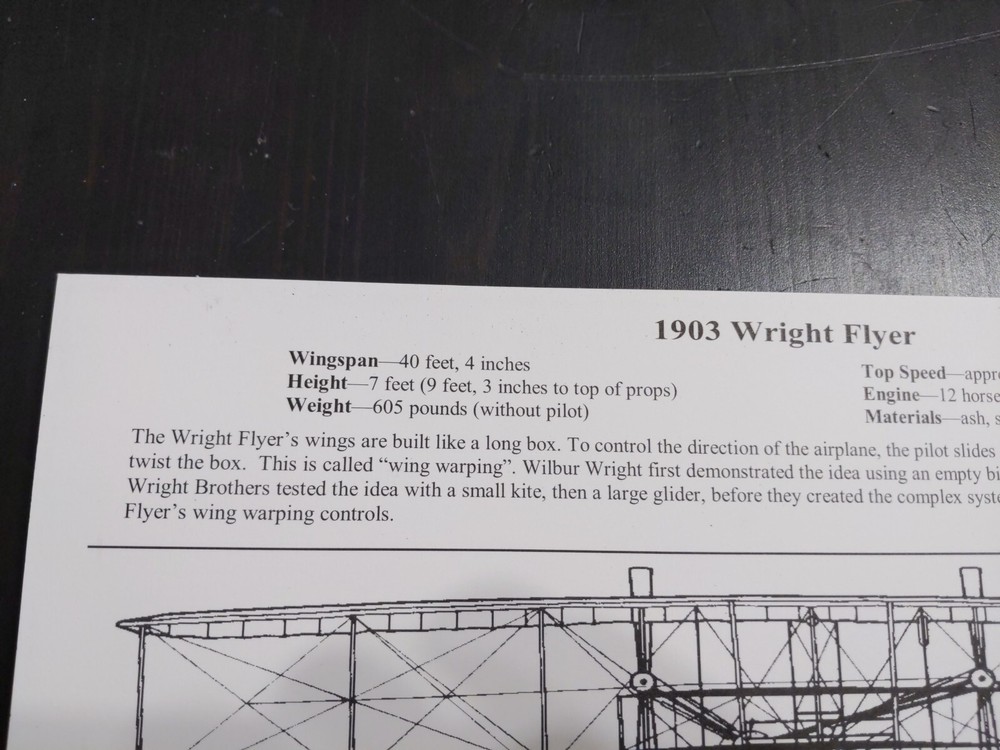 1903 Wright Flyer
Wingspan—40 feet, 4 inches
Height—7 feet (9 feet, 3 inches to top of props)
Weight—605 pounds (without pilot)
Top Speed—appro
Engine—12 horse
Materials—ash, s
The Wright Flyer's wings are built like a long box. To control the direction of the airplane, the pilot slides
twist the box. This is called “wing warping”. Wilbur Wright first demonstrated the idea using an empty bi
Wright Brothers tested the idea with a small kite, then a large glider, before they created the complex syste
Flyer's wing warping controls.